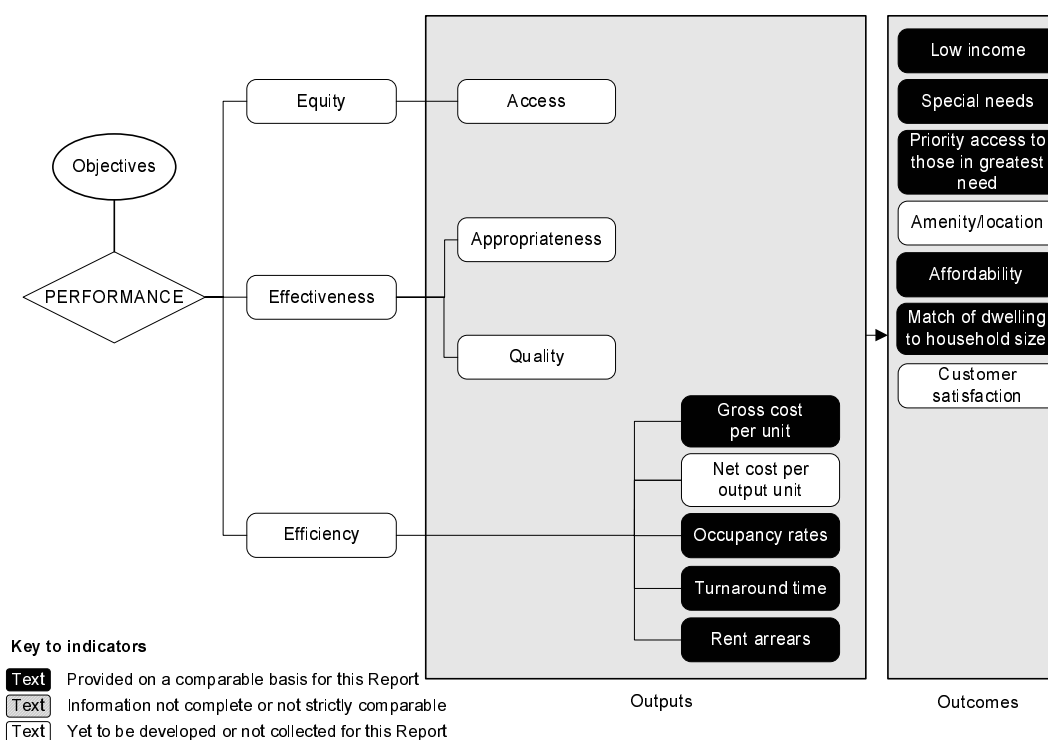 Low income
Special needs
Equity
Access
Priority access to
those in greatest
need
Objectives
Amenity/location
Appropriateness
Affordability
PERFORMANCE
Effectiveness
Match of dwelling
to household size
Quality
Customer
satisfaction
Gross cost
per unit
Net cost per
output unit
Efficiency
Occupancy rates
Turnaround time
Rent arrears
Key to indicators
Text Provided on a comparable basis for this Report
Text Information not complete or not strictly comparable
Text Yet to be developed or not collected for this Report
Outputs
Outcomes